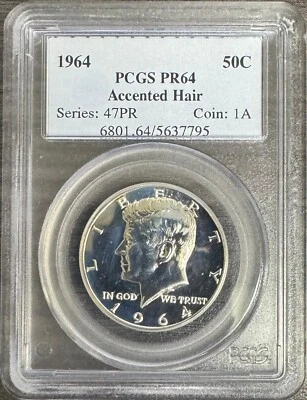 1964 50C
PCGS PR64
Accented Hair
Series: 47PR Coin: 1A
6801.64/5637795
LIBERTY
IN GOD WE TRUST
1964
PCGS